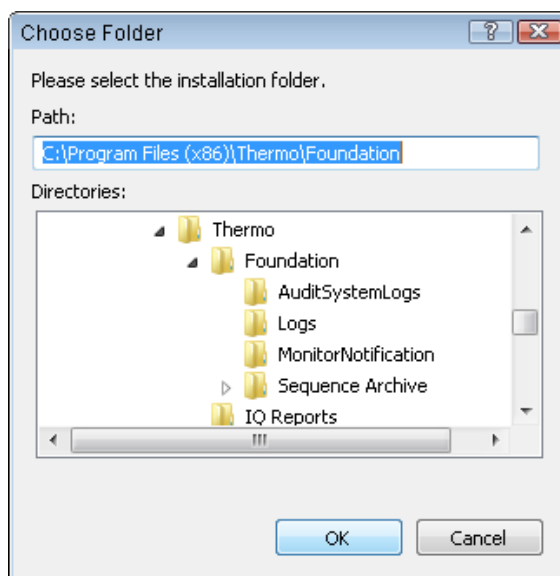 Choose Folder
Please select the installation folder.
Path:
C:\Program Files (x86)\Thermo\Foundation
Directories:
Thermo
Foundation
AuditSystemLogs
Logs
MonitorNotification
Sequence Archive
IQ Reports
OK Cancel